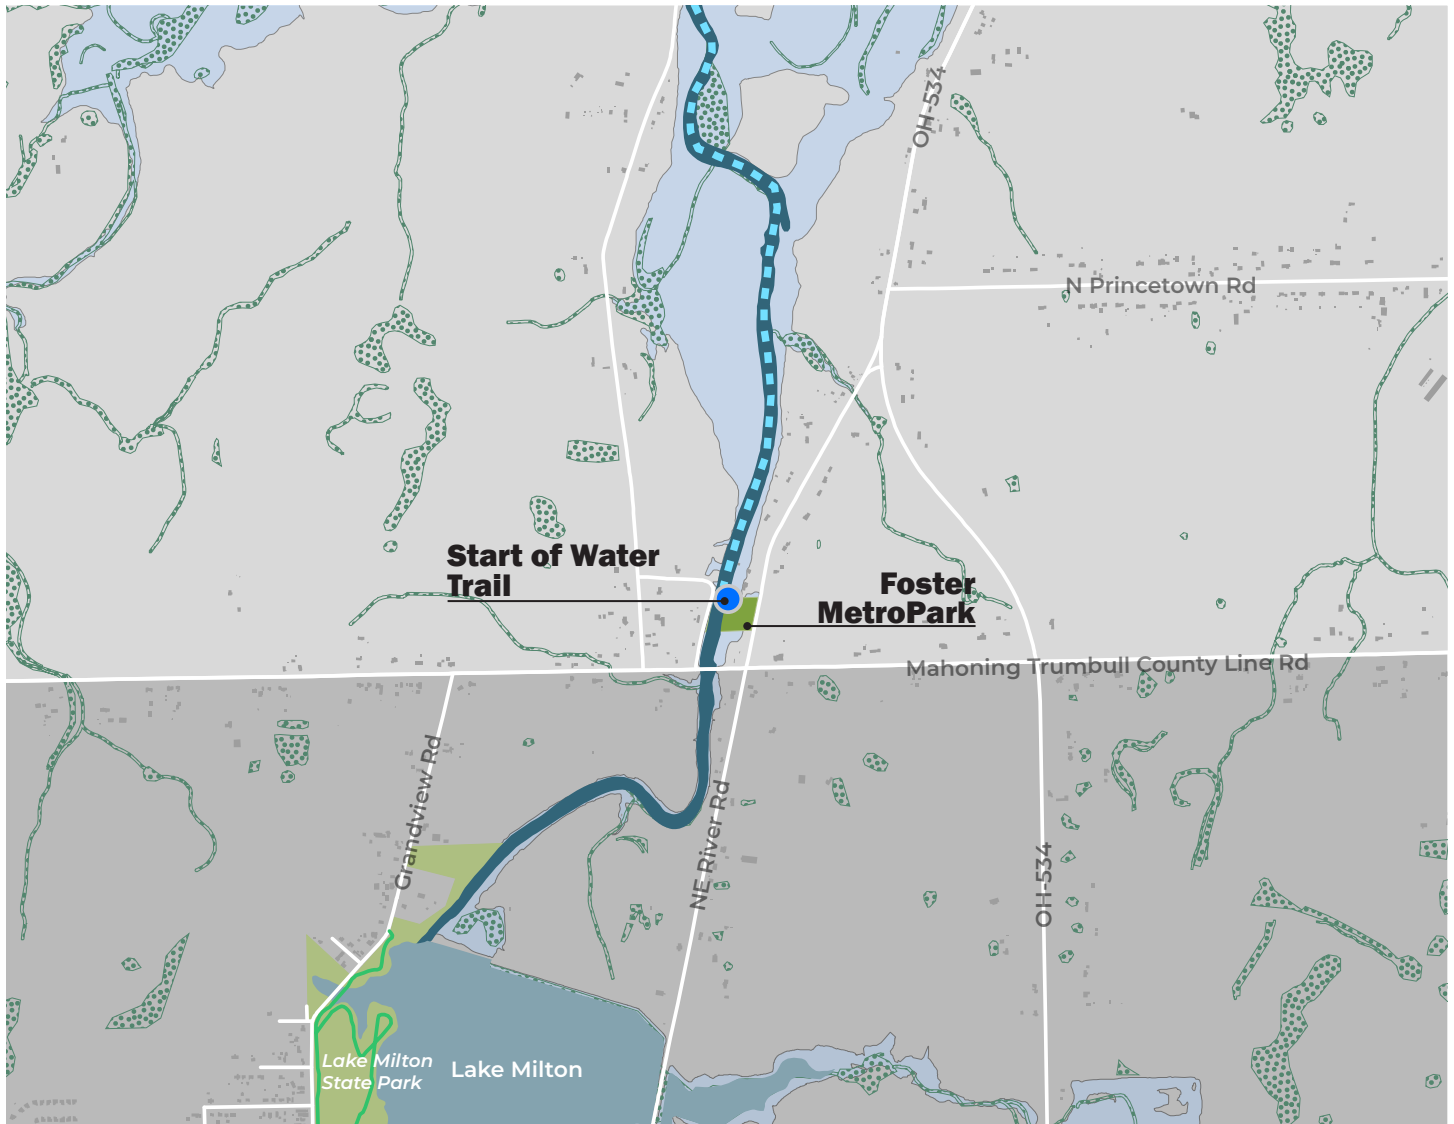 OH-534
N Princetown Rd
Start of Water
Trail
Foster
MetroPark
Mahoning Trumbull County Line Rd
Grandview Rd
NE River Rd
OH-534
Lake Milton
State Park
Lake Milton